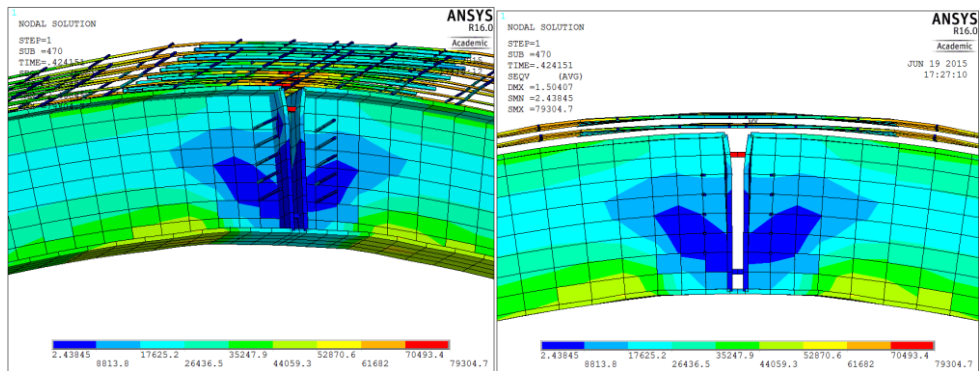 1
NODAL SOLUTION
ANSYS
R16.0
Academic
STEP=1
SUB =470
TIME=.424151
2.43845 17625.2 35247.9 52870.6 70493.4
8813.8 26436.5 44059.3 61682 79304.7
1
NODAL SOLUTION
ANSYS
R16.0
Academic
STEP=1
SUB =470
TIME=.424151
SEQV (AVG)
DMX =1.50407
SMN =2.43845
SMX =79304.7
JUN 19 2015
17:27:10
2.43845 17625.2 35247.9 52870.6 70493.4
8813.8 26436.5 44059.3 61682 79304.7